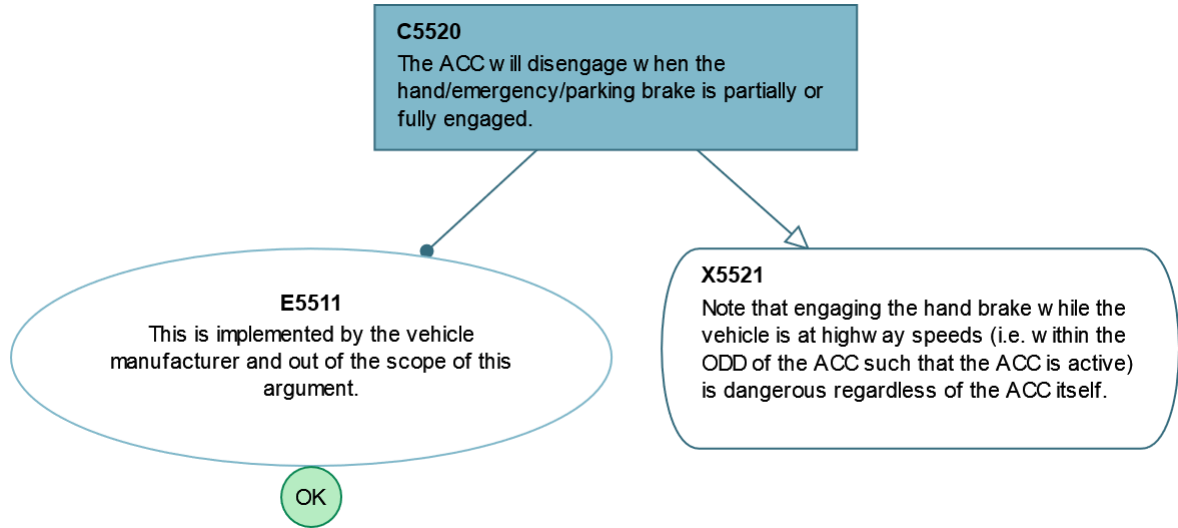 C5520
The ACC will disengage when the
hand/emergency/parking brake is partially or
fully engaged.
E5511
This is implemented by the vehicle
manufacturer and out of the scope of this
argument.
OK
X5521
Note that engaging the hand brake while the
vehicle is at highway speeds (i.e. within the
ODD of the ACC such that the ACC is active)
is dangerous regardless of the ACC itself.